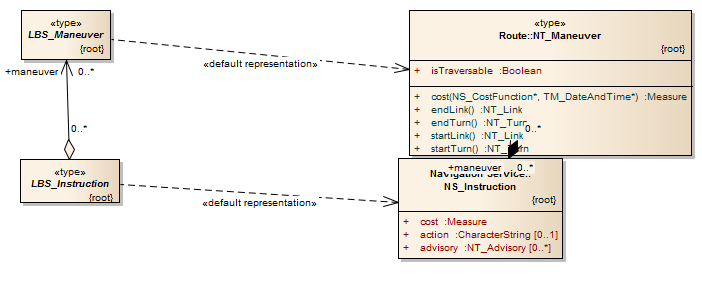 «type»
LBS_Maneuver
{root}
+maneuver 0..*
0..*
«type»
LBS_Instruction
{root}
«default representation»
«default representation»
«type»
Route::NT_Maneuver
{root}
+ isTraversable :Boolean
+ cost(NS_CostFunction*, TM_DateAndTime*) :Measure
+ endLink() :NT_Link
+ endTurn() :NT_Turn
+ startLink() :NT_Link
+ startTurn() :NT_Turn
0..*
+maneuver 0..*
Navigation Service::
NS_Instruction
{root}
+ cost :Measure
+ action :CharacterString [0..1]
+ advisory :NT_Advisory [0..*]